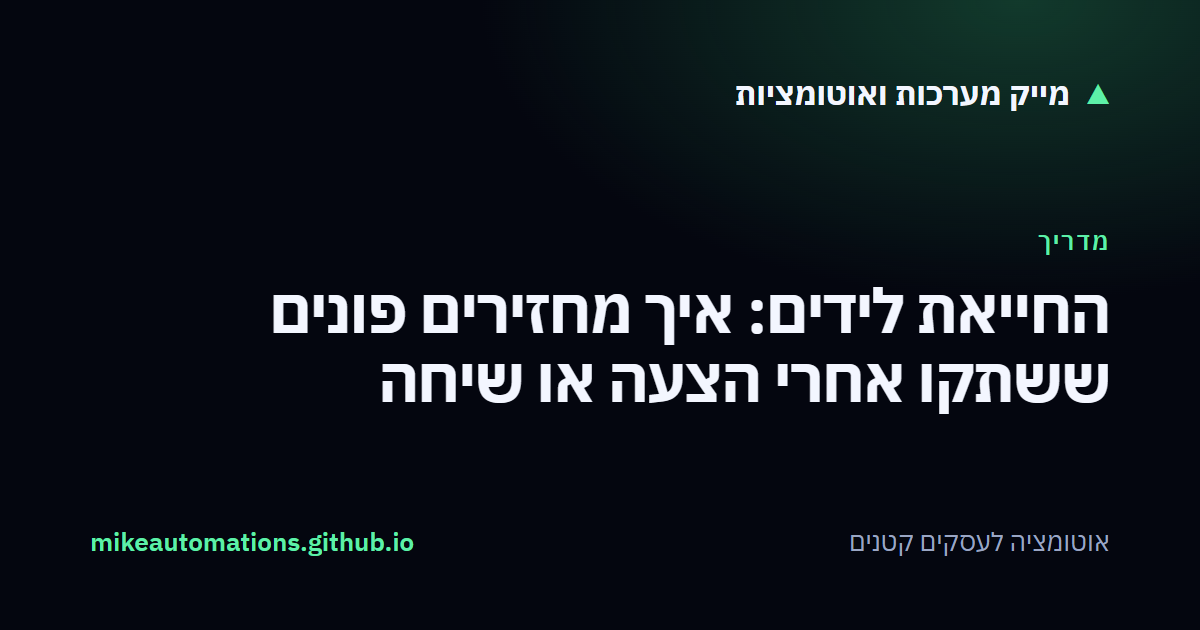 ▲ מייק מערכות ואוטומציות
מדריך
החייאת לידים: איך מחזירים פונים
ששתקו אחרי הצעה או שיחה
אוטומציה לעסקים קטנים
mikeautomations.github.io